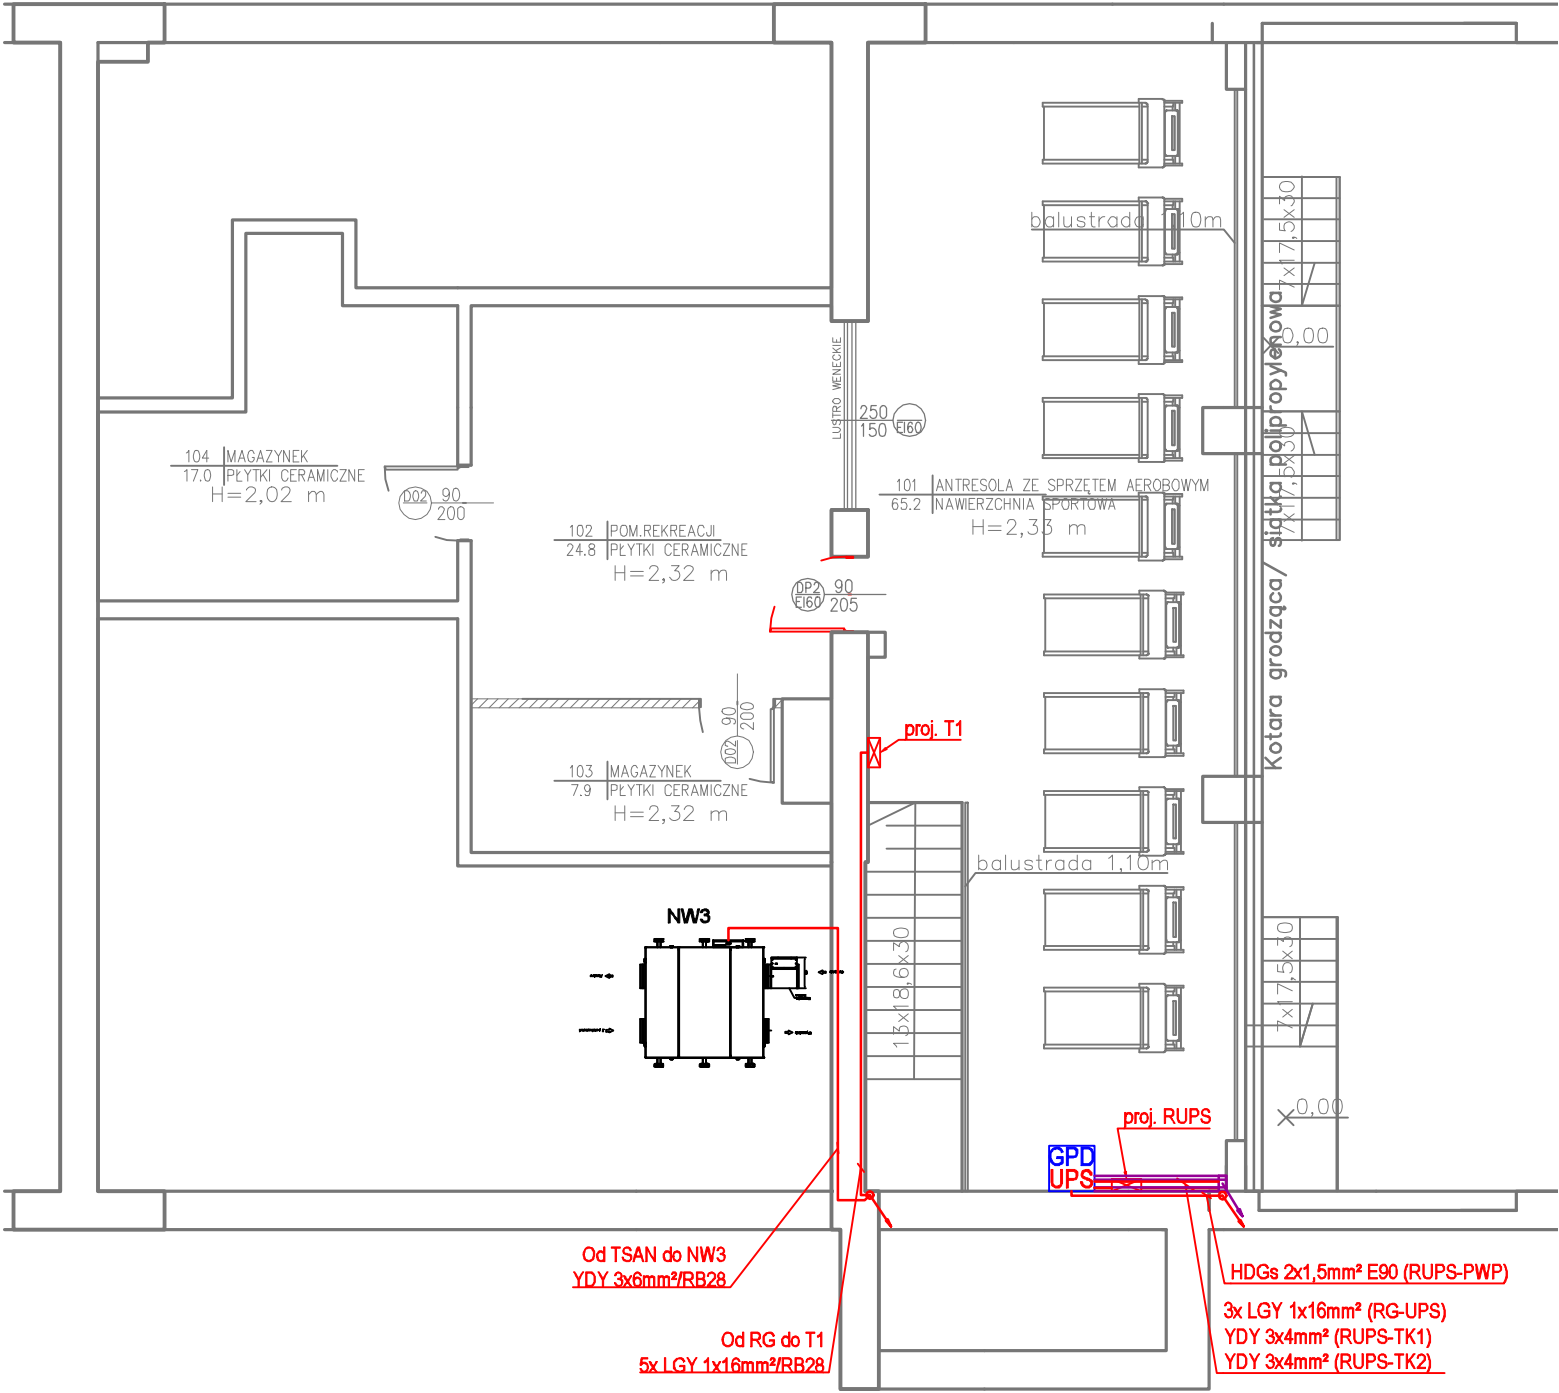 balustrada 1,10m
7x17,5x30
0,00
LUSTRO WENECKIE
250
150
EI60
104 MAGAZYNEK
17.0 PŁYTKI CERAMICZNE
H=2,02 m
D02 90
200
101 ANTRESOLA ZE SPRZĘTEM AEROBOWYM
65.2 NAWIERZCHNIA SPORTOWA
H=2,33 m
7x17,5x30
Kotara grodząca/ siatka polipropylenowa
102 POM.REKREACJI
24.8 PŁYTKI CERAMICZNE
H=2,32 m
DP2 90
EI60 205
D02 90
200
proj. T1
103 MAGAZYNEK
7.9 PŁYTKI CERAMICZNE
H=2,32 m
balustrada 1,10m
NW3
13x18,6x30
7x17,5x30
0,00
proj. RUPS
GPD
UPS
Od TSAN do NW3
YDY 3x6mm²/RB28
Od RG do T1
5x LGY 1x16mm²/RB28
HDGs 2x1,5mm² E90 (RUPS-PWP)
3x LGY 1x16mm² (RG-UPS)
YDY 3x4mm² (RUPS-TK1)
YDY 3x4mm² (RUPS-TK2)